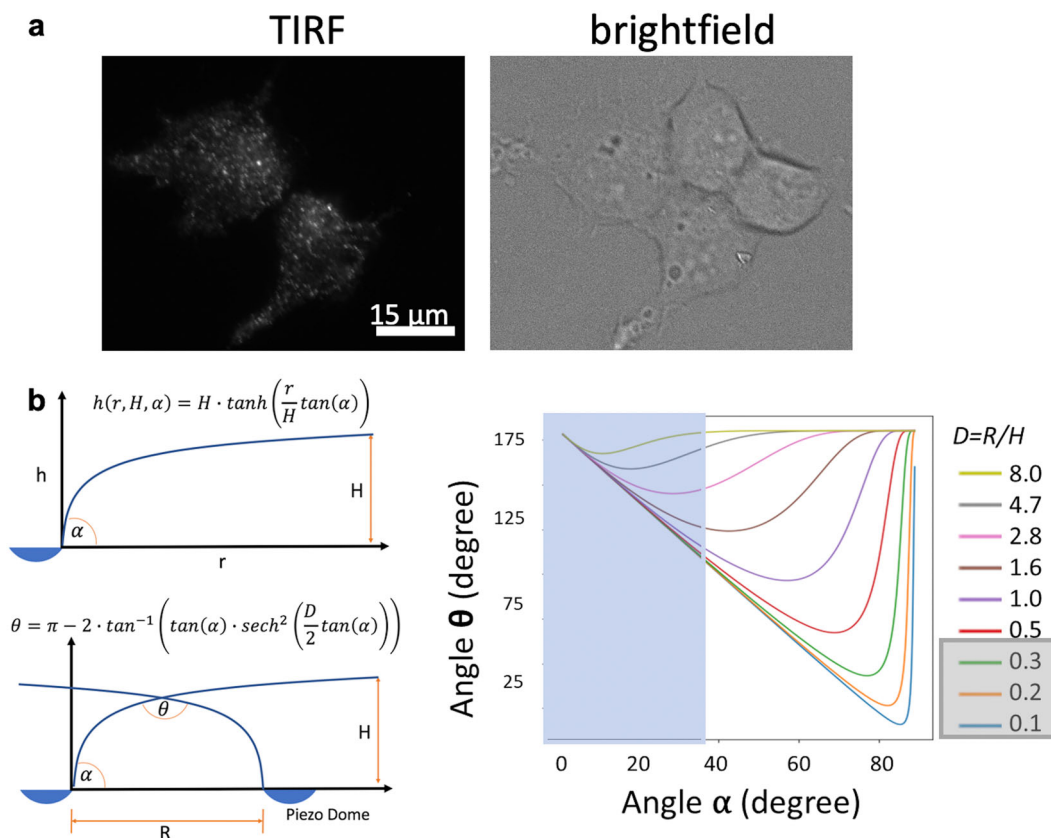 a
TIRF
brightfield
15 μm
b
h(r, H, α) = H · tanh(r/H tan(α))
h
H
α
r
θ = π − 2 · tan⁻¹(tan(α) · sech²(D/2 tan(α)))
θ
H
α
Piezo Dome
R
Angle θ (degree)
175
125
75
25
0
20
40
60
80
Angle α (degree)
D=R/H
8.0
4.7
2.8
1.6
1.0
0.5
0.3
0.2
0.1